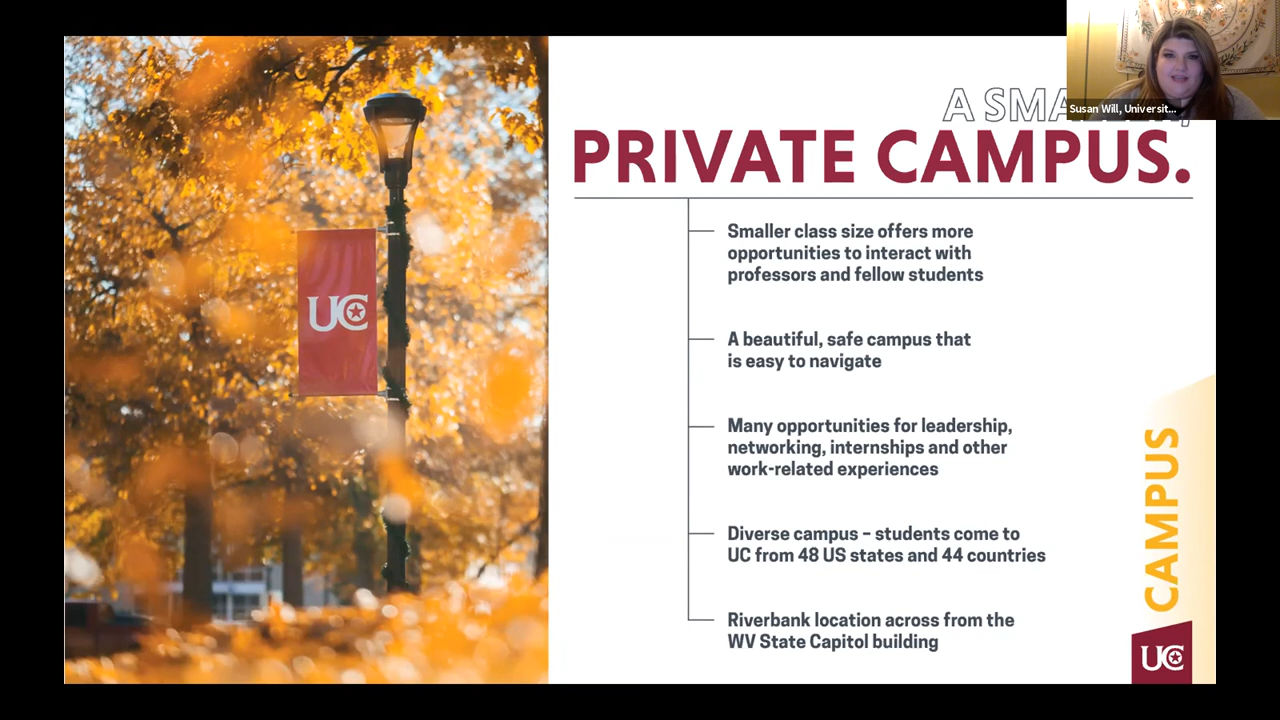 A SMA
Susan Will, Universit...
PRIVATE CAMPUS.
Smaller class size offers more
opportunities to interact with
professors and fellow students
A beautiful, safe campus that
is easy to navigate
Many opportunities for leadership,
networking, internships and other
work-related experiences
Diverse campus – students come to
UC from 48 US states and 44 countries
Riverbank location across from the
WV State Capitol building
CAMPUS
UC
UC